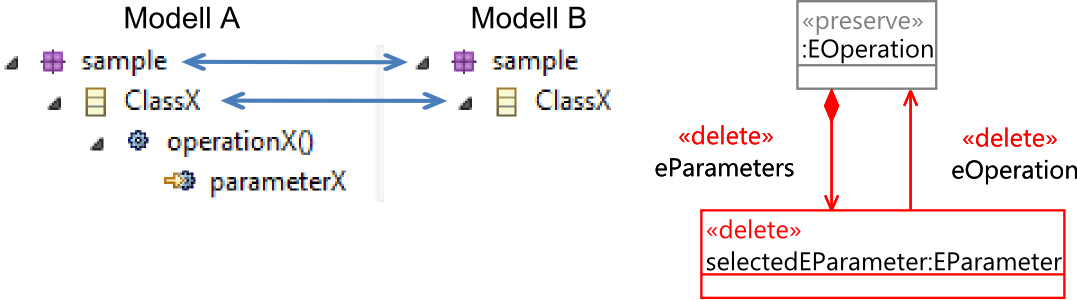 Modell A
Modell B
sample
sample
ClassX
ClassX
operationX()
parameterX
«preserve»
:EOperation
«delete»
eParameters
«delete»
eOperation
«delete»
selectedEParameter:EParameter